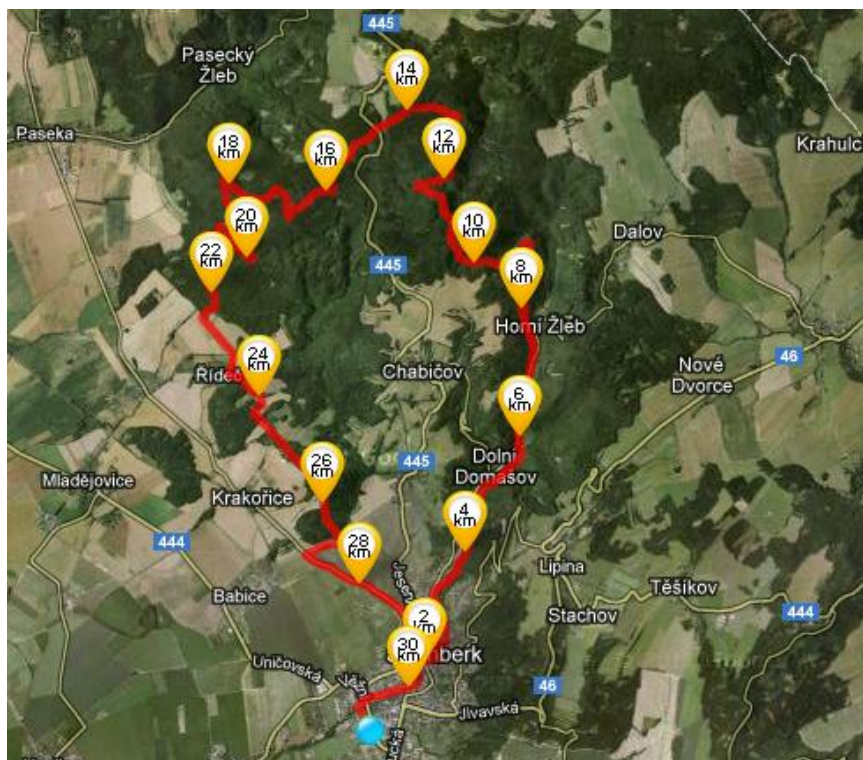 445
Pasecký
Žleb
14
km
Paseka
18
km
16
km
12
km
Krahulc
20
km
10
km
Dalov
22
km
445
8
km
Horní Žleb
46
24
km
Řídeč
Chabičov
Nové
Dvorce
6
km
26
km
445
Dolní
Domašov
Mladějovice
Krakořice
4
km
444
28
km
Lipina
Jesen
Těšíkov
Babice
2
km
Stachov
444
30
km
nberk
Uničovská
46
Jívavská